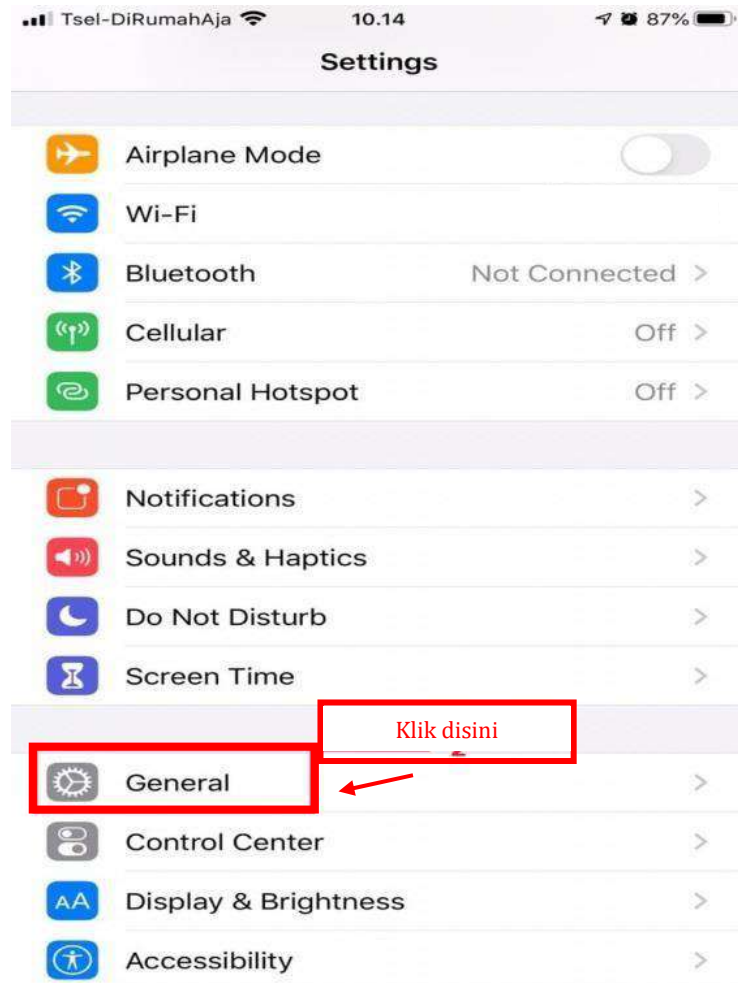 Tsel-DiRumahAja 10.14 87%
Settings
Airplane Mode
Wi-Fi
Bluetooth Not Connected >
Cellular Off >
Personal Hotspot Off >
Notifications >
Sounds & Haptics >
Do Not Disturb >
Screen Time >
Klik disini
General >
Control Center >
AA Display & Brightness >
Accessibility >